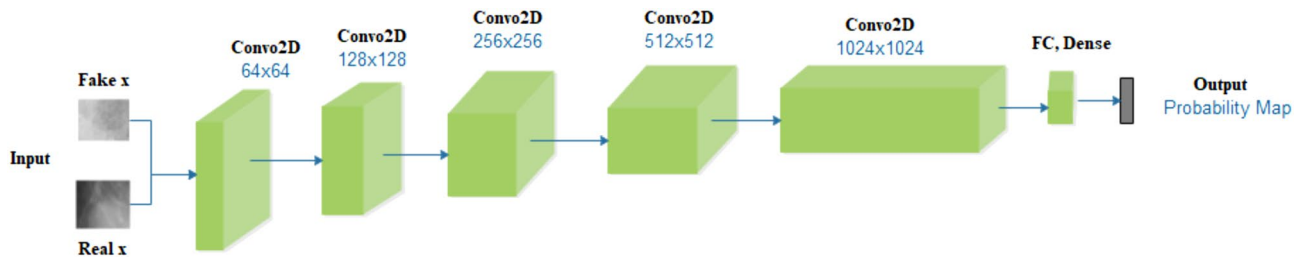 Input
Fake x
Real x
Convo2D
64x64
Convo2D
128x128
Convo2D
256x256
Convo2D
512x512
Convo2D
1024x1024
FC, Dense
Output
Probability Map